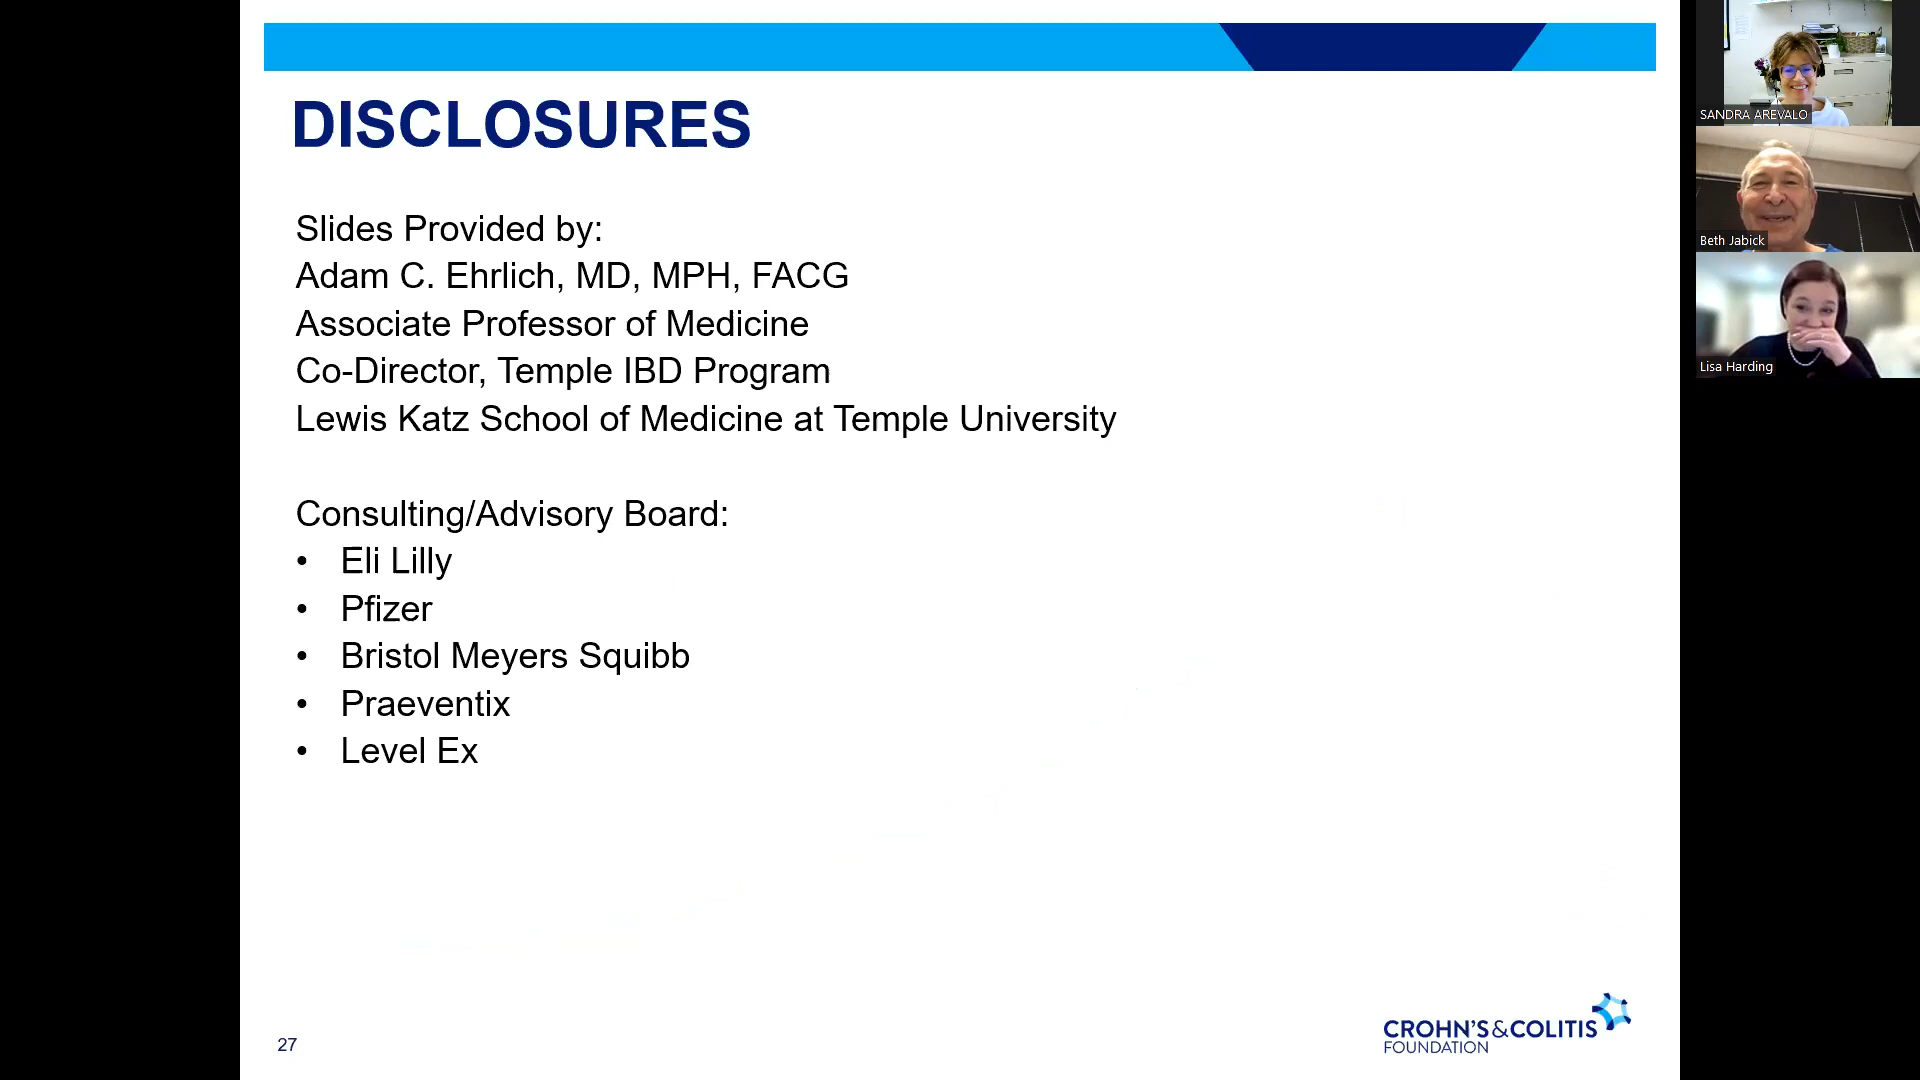 DISCLOSURES
Slides Provided by:
Adam C. Ehrlich, MD, MPH, FACG
Associate Professor of Medicine
Co-Director, Temple IBD Program
Lewis Katz School of Medicine at Temple University
Consulting/Advisory Board:
• Eli Lilly
• Pfizer
• Bristol Meyers Squibb
• Praeventix
• Level Ex
27
CROHN'S & COLITIS
FOUNDATION
SANDRA AREVALO
Beth Jabick
Lisa Harding